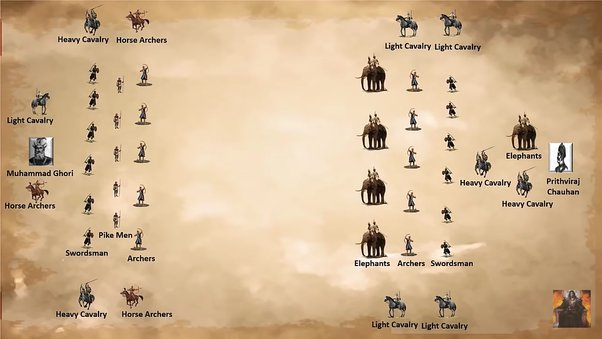 Heavy Cavalry
Horse Archers
Light Cavalry
Light Cavalry
Light Cavalry
Muhammad Ghori
Horse Archers
Elephants
Heavy Cavalry
Prithviraj
Chauhan
Heavy Cavalry
Pike Men
Swordsman
Archers
Elephants
Archers
Swordsman
Heavy Cavalry
Horse Archers
Light Cavalry
Light Cavalry